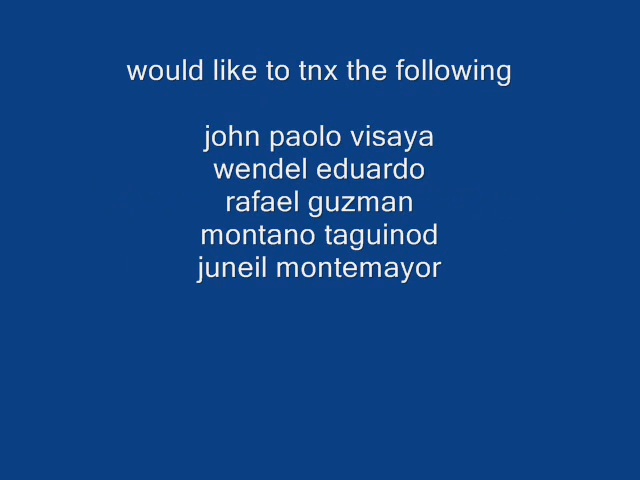 would like to tnx the following
john paolo visaya
wendel eduardo
rafael guzman
montano taguinod
juneil montemayor